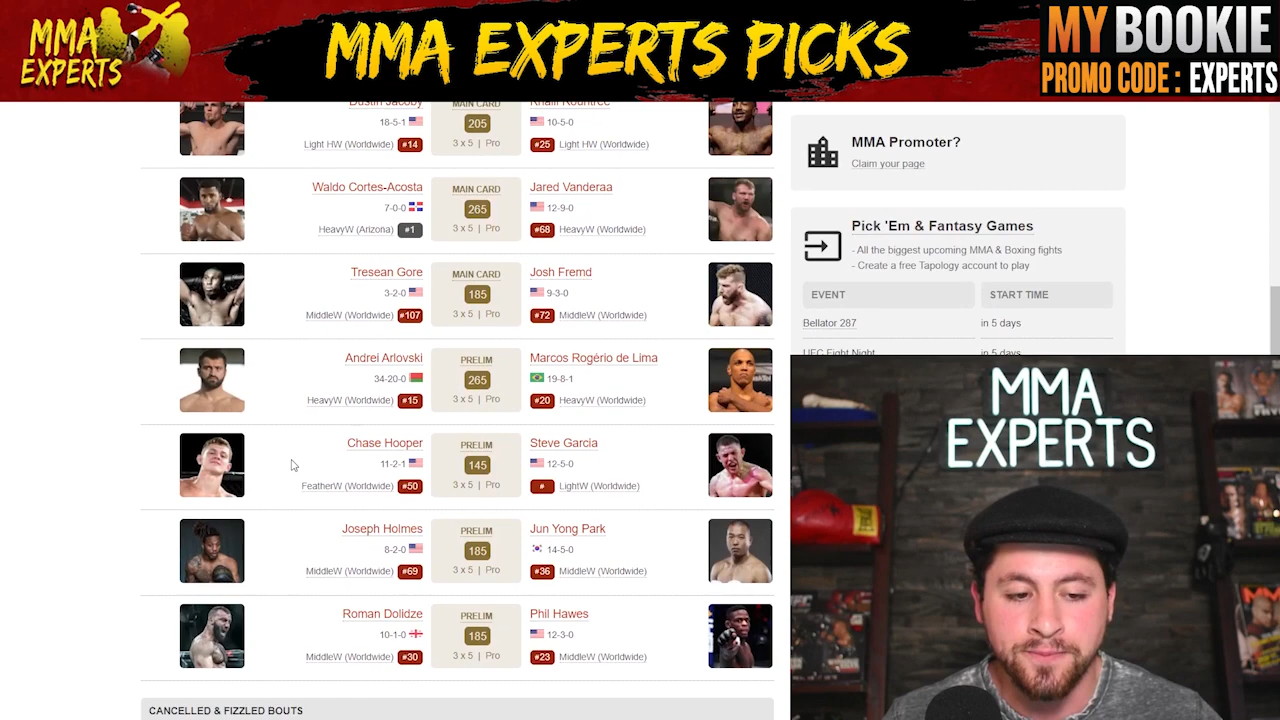 MMA
EXPERTS
MMA EXPERTS PICKS
MY BOOKIE
PROMO CODE : EXPERTS
Dustin Jacoby
MAIN CARD
Khalil Rountree
18-5-1
205
10-5-0
Light HW (Worldwide) #14
3 x 5 | Pro
#25 Light HW (Worldwide)
Waldo Cortes-Acosta
MAIN CARD
Jared Vanderaa
7-0-0
265
12-9-0
HeavyW (Arizona) #1
3 x 5 | Pro
#68 HeavyW (Worldwide)
Tresean Gore
MAIN CARD
Josh Fremd
3-2-0
185
9-3-0
MiddleW (Worldwide) #107
3 x 5 | Pro
#72 MiddleW (Worldwide)
Andrei Arlovski
PRELIM
Marcos Rogério de Lima
34-20-0
265
19-8-1
HeavyW (Worldwide) #15
3 x 5 | Pro
#20 HeavyW (Worldwide)
Chase Hooper
PRELIM
Steve Garcia
11-2-1
145
12-5-0
FeatherW (Worldwide) #50
3 x 5 | Pro
# LightW (Worldwide)
Joseph Holmes
PRELIM
Jun Yong Park
8-2-0
185
14-5-0
MiddleW (Worldwide) #69
3 x 5 | Pro
#36 MiddleW (Worldwide)
Roman Dolidze
PRELIM
Phil Hawes
10-1-0
185
12-3-0
MiddleW (Worldwide) #30
3 x 5 | Pro
#23 MiddleW (Worldwide)
CANCELLED & FIZZLED BOUTS
MMA Promoter?
Claim your page
Pick 'Em & Fantasy Games
- All the biggest upcoming MMA & Boxing fights
- Create a free Tapology account to play
EVENT START TIME
Bellator 287 in 5 days
UFC Fight Night in 5 days
MMA
EXPERTS